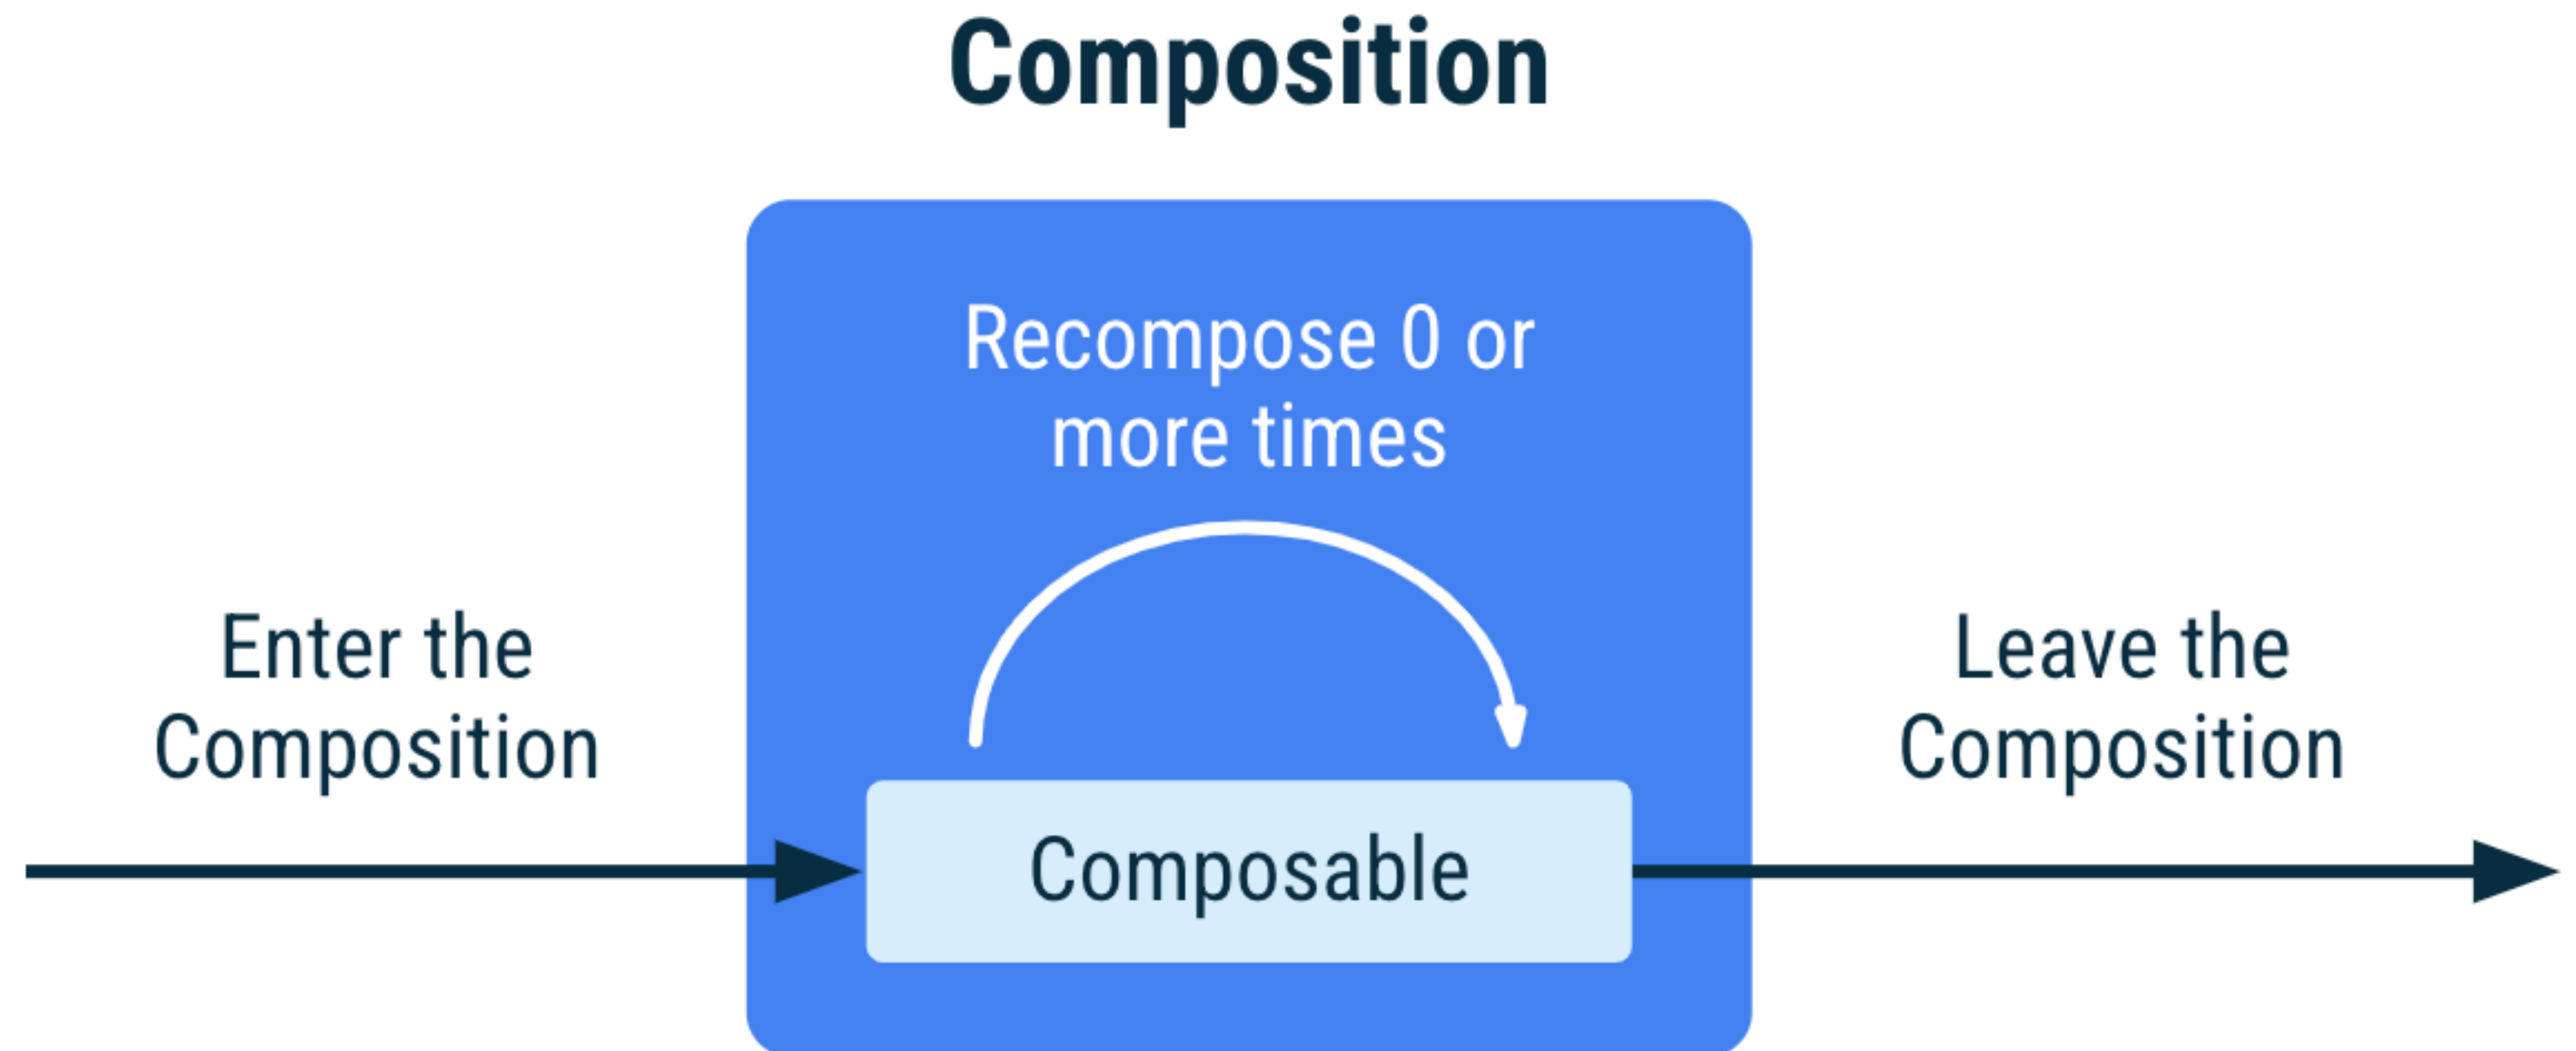 Composition
Recompose 0 or
more times
Enter the
Composition
Leave the
Composition
Composable